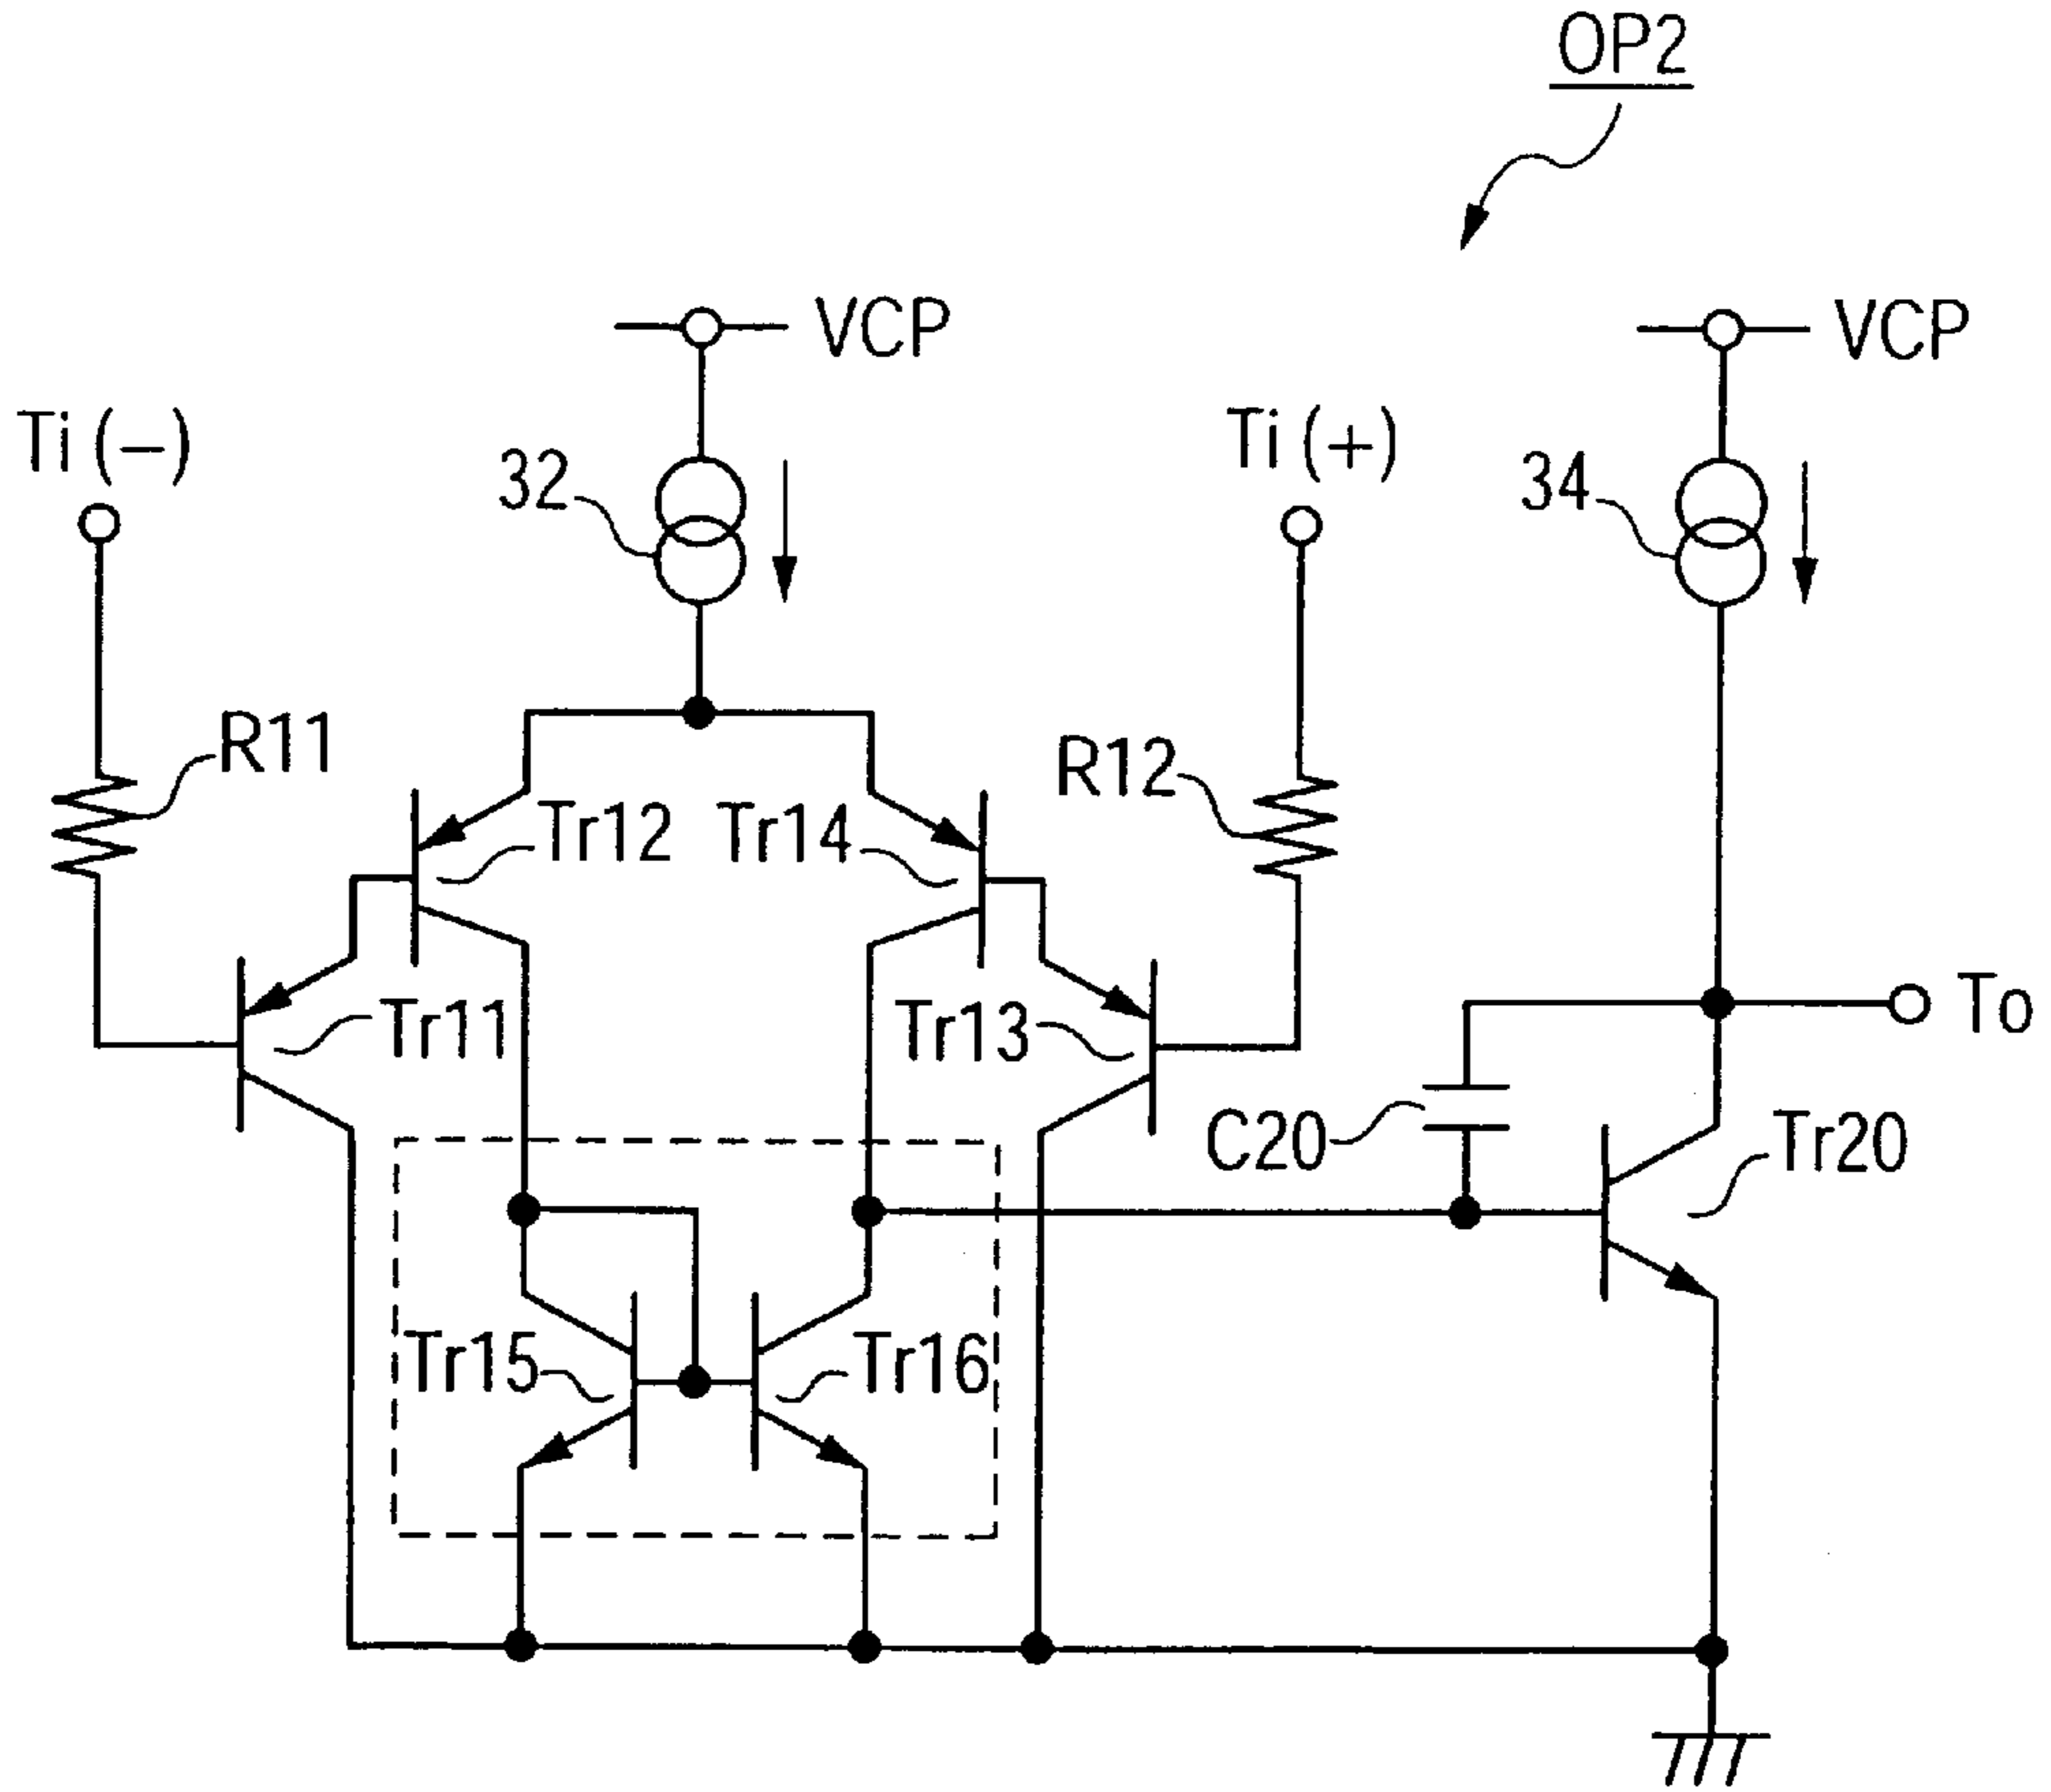 OP2
VCP
VCP
Ti (−)
Ti (+)
32
34
R11
R12
Tr12
Tr14
Tr11
Tr13
To
C20
Tr20
Tr15
Tr16